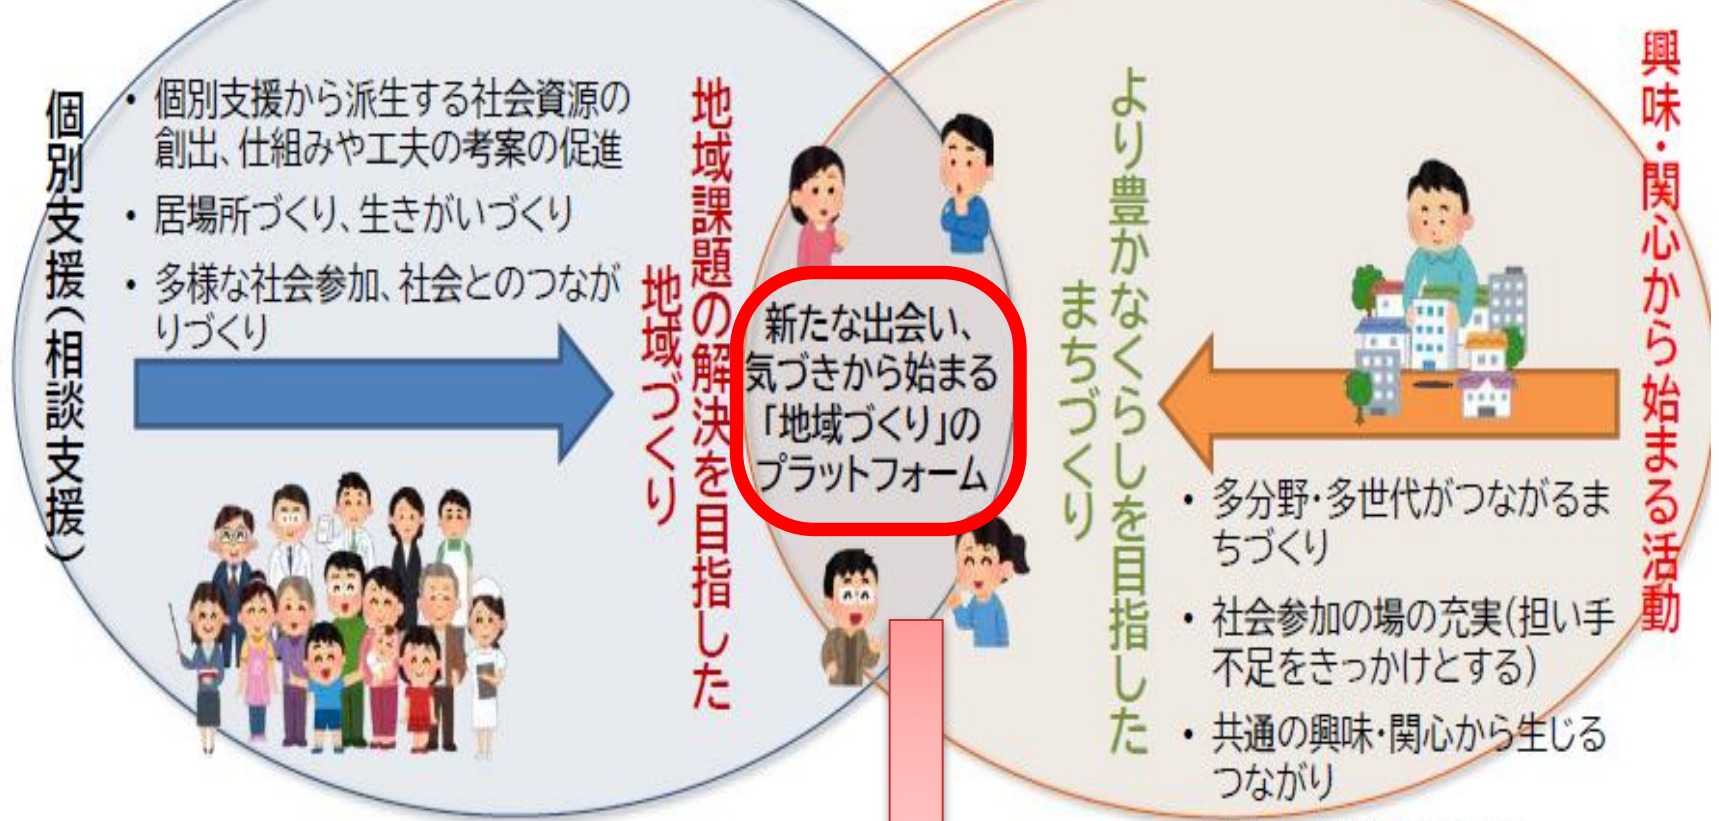 個別支援(相談支援)
• 個別支援から派生する社会資源の
創出、仕組みや工夫の考案の促進
• 居場所づくり、生きがいづくり
• 多様な社会参加、社会とのつなが
りづくり
地域課題の解決を目指した
地域づくり
新たな出会い、
気づきから始まる
「地域づくり」の
プラットフォーム
より豊かなくらしを目指した
まちづくり
興味・関心から始まる活動
• 多分野・多世代がつながるま
ちづくり
• 社会参加の場の充実(担い手
不足をきっかけとする)
• 共通の興味・関心から生じる
つながり